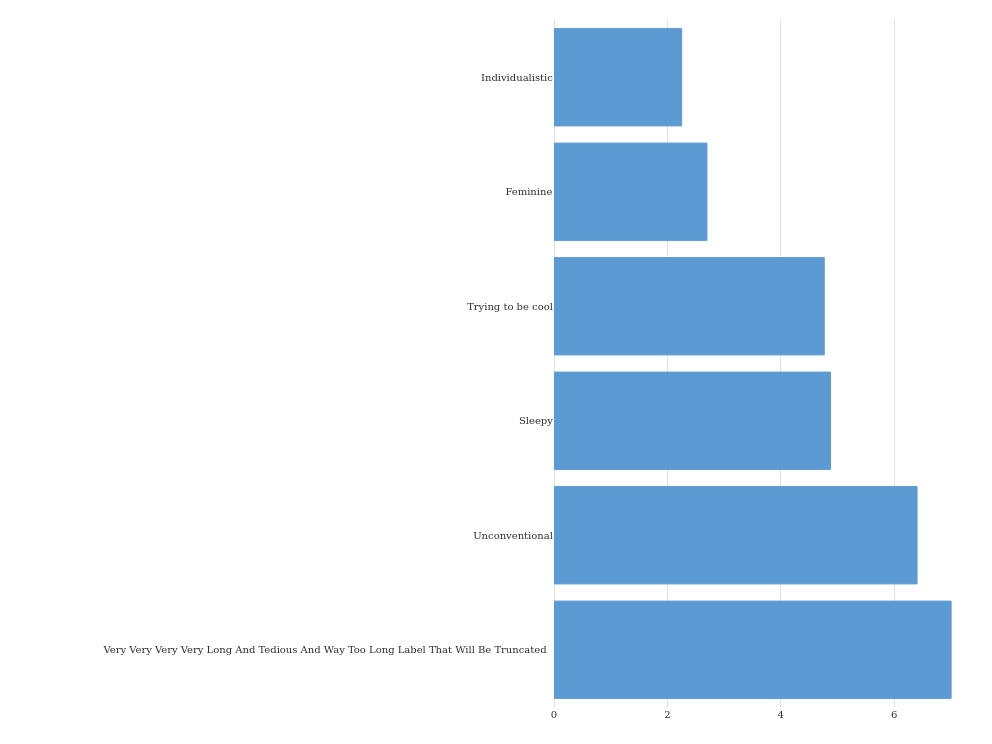 Individualistic
Feminine
Trying to be cool
Sleepy
Unconventional
Very Very Very Very Long And Tedious And Way Too Long Label That Will Be Truncated
0 2 4 6